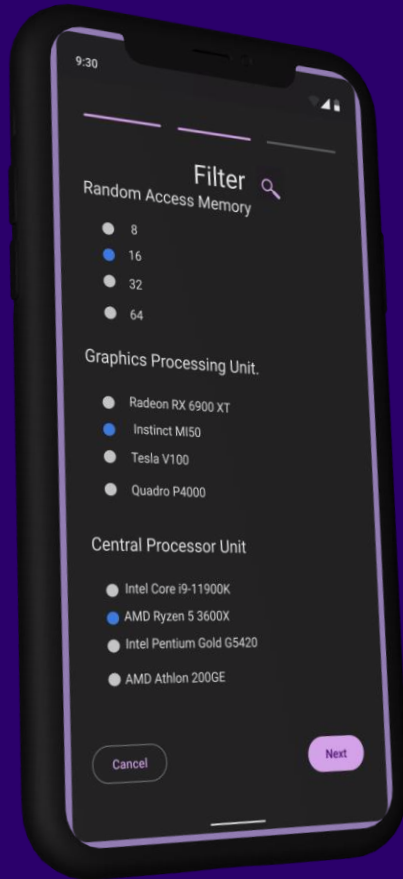 9:30
Filter
Random Access Memory
8
16
32
64
Graphics Processing Unit.
Radeon RX 6900 XT
Instinct MI50
Tesla V100
Quadro P4000
Central Processor Unit
Intel Core i9-11900K
AMD Ryzen 5 3600X
Intel Pentium Gold G5420
AMD Athlon 200GE
Cancel
Next